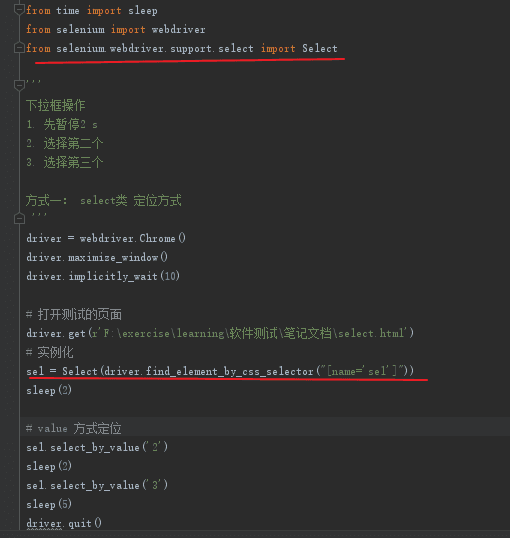 from time import sleep
from selenium import webdriver
from selenium.webdriver.support.select import Select
'''
下拉框操作
1. 先暂停2 s
2. 选择第二个
3. 选择第三个
方式一： select类 定位方式
'''
driver = webdriver.Chrome()
driver.maximize_window()
driver.implicitly_wait(10)
# 打开测试的页面
driver.get(r'F:\exercise\learning\软件测试\笔记文档\select.html')
# 实例化
sel = Select(driver.find_element_by_css_selector("[name='sel']"))
sleep(2)
# value 方式定位
sel.select_by_value('2')
sleep(2)
sel.select_by_value('3')
sleep(5)
driver.quit()